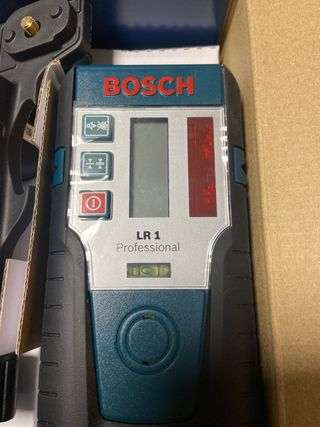 BOSCH
LR 1
Professional